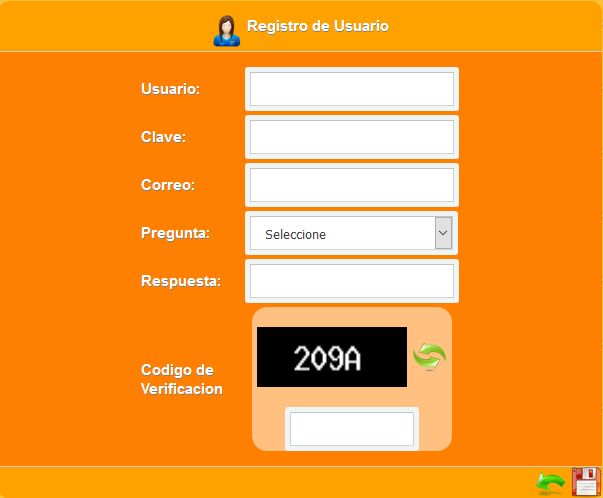 Registro de Usuario
Usuario:
Clave:
Correo:
Pregunta:
Seleccione
Respuesta:
209A
Codigo de
Verificacion